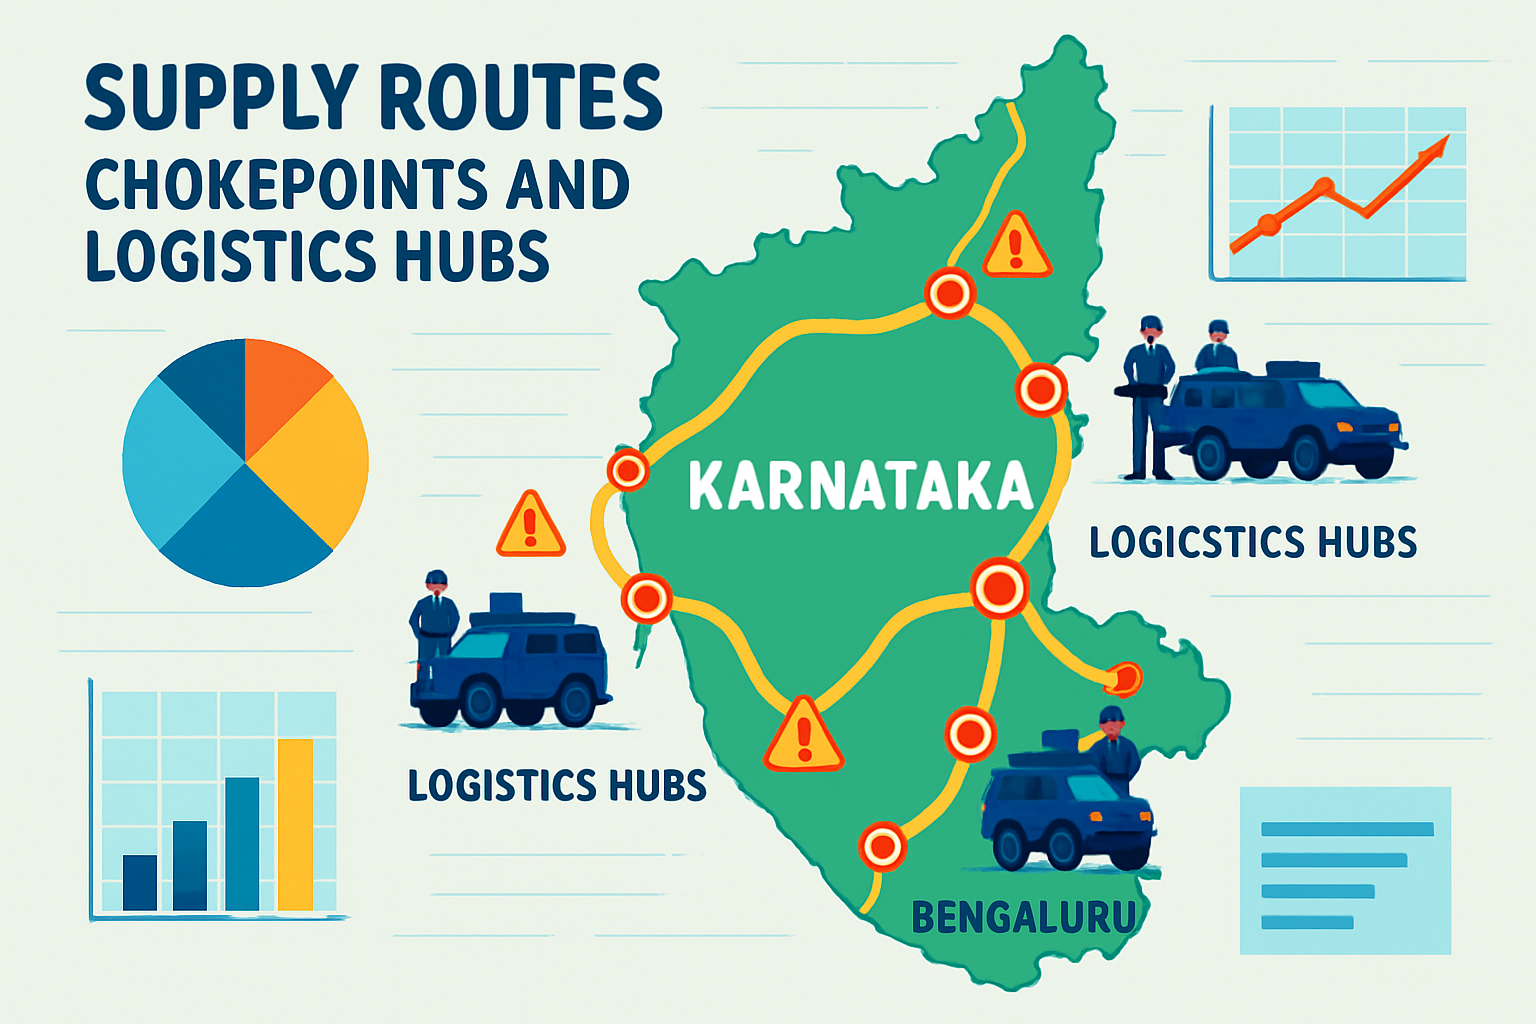 SUPPLY ROUTES
CHOKEPOINTS AND
LOGISTICS HUBS
KARNATAKA
LOGICSTICS HUBS
LOGISTICS HUBS
BENGALURU